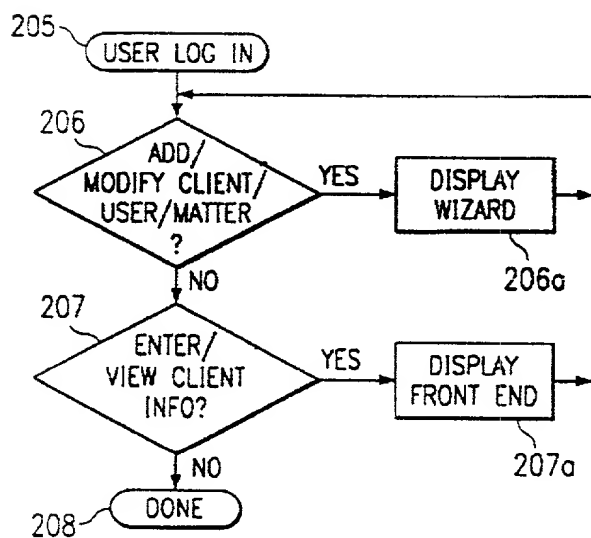 205
USER LOG IN
206
ADD/
MODIFY CLIENT/
USER/MATTER
?
YES
DISPLAY
WIZARD
206a
NO
207
ENTER/
VIEW CLIENT
INFO?
YES
DISPLAY
FRONT END
207a
NO
DONE
208